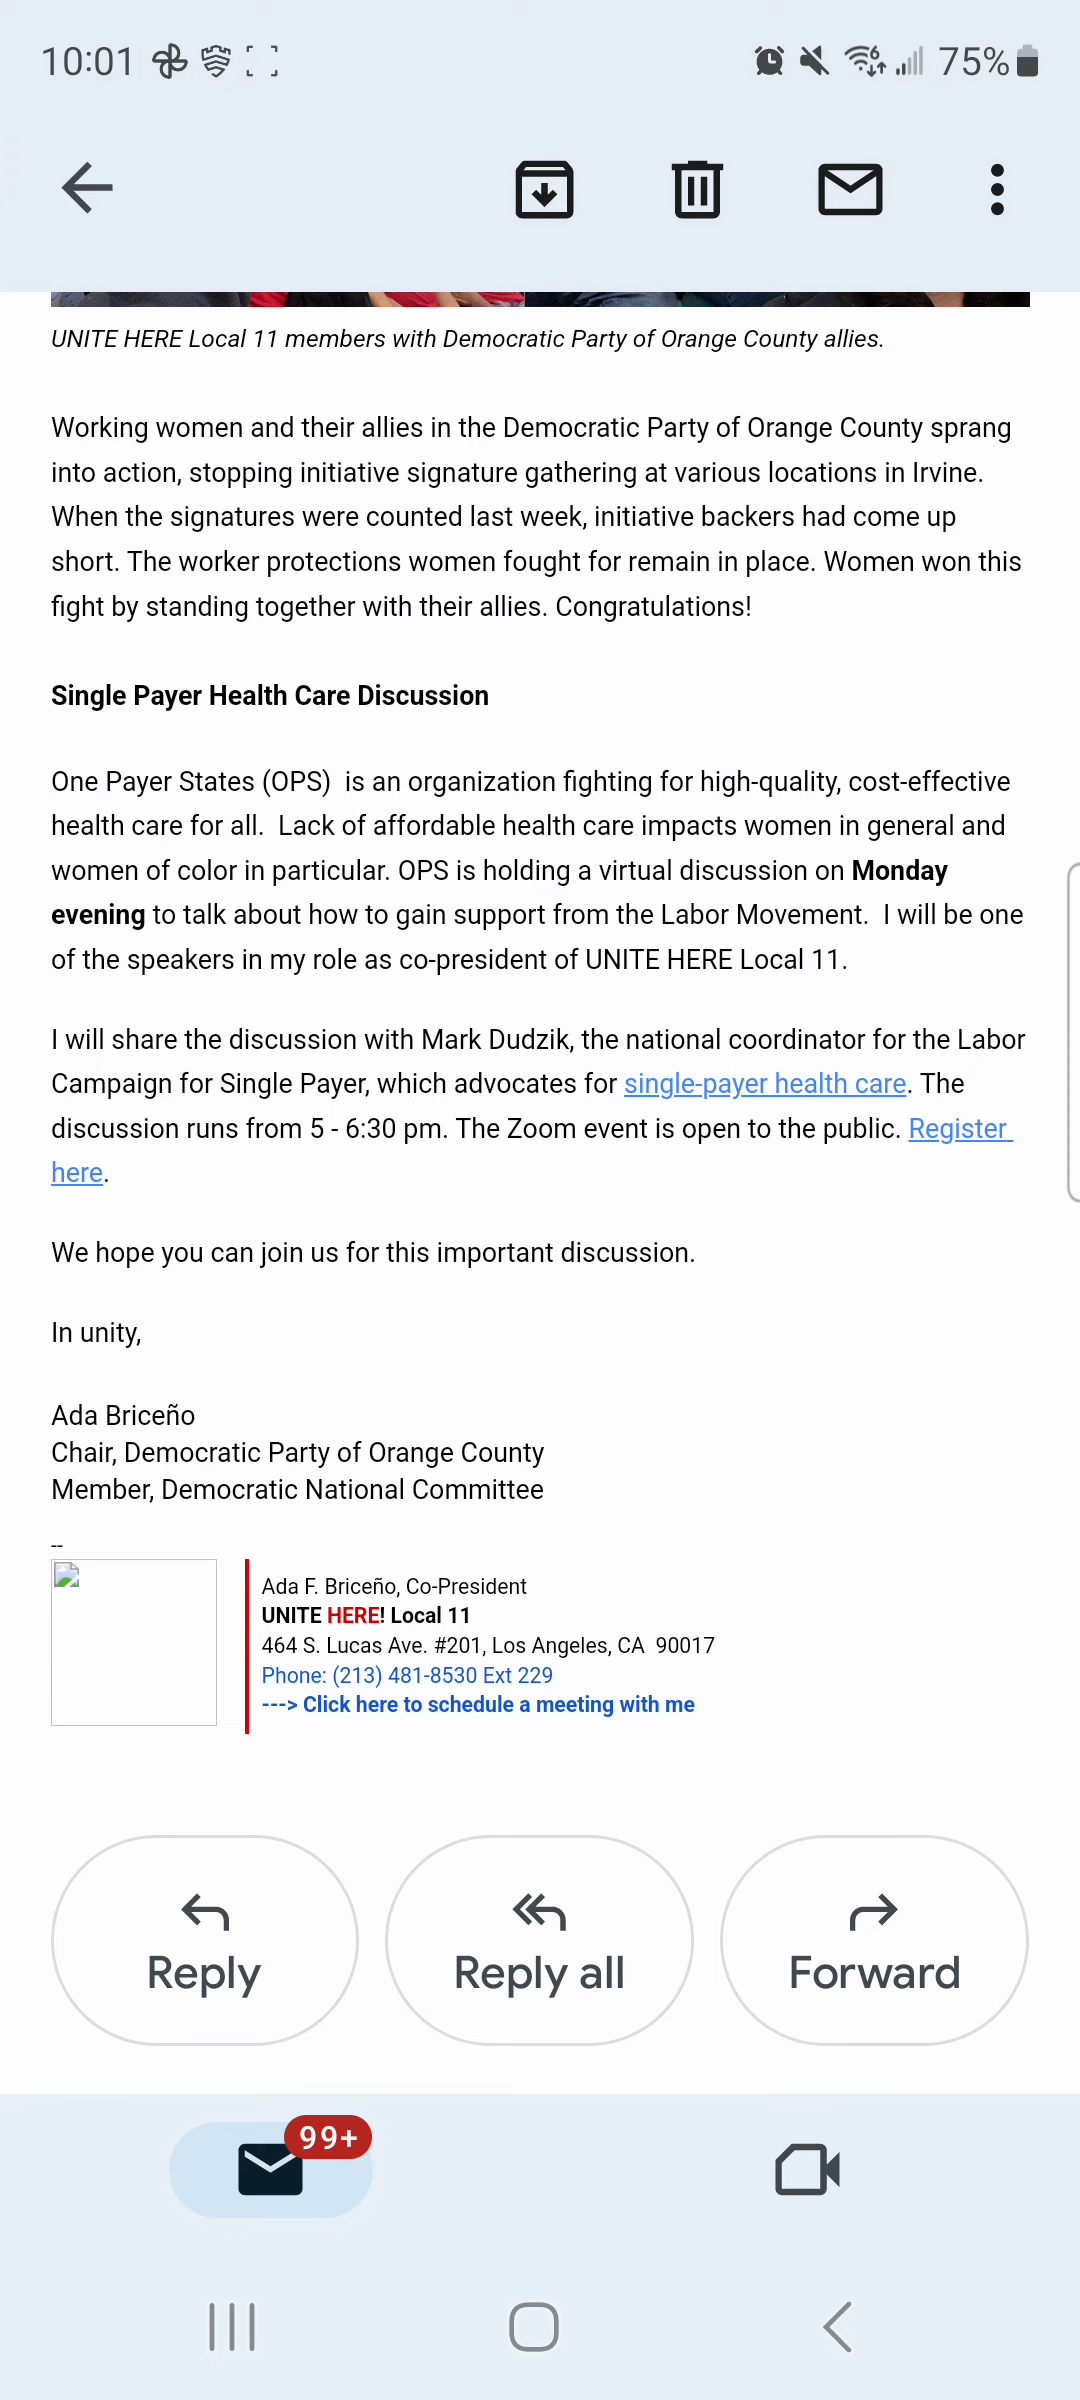 10:01
6
75%
UNITE HERE Local 11 members with Democratic Party of Orange County allies.
Working women and their allies in the Democratic Party of Orange County sprang
into action, stopping initiative signature gathering at various locations in Irvine.
When the signatures were counted last week, initiative backers had come up
short. The worker protections women fought for remain in place. Women won this
fight by standing together with their allies. Congratulations!
Single Payer Health Care Discussion
One Payer States (OPS)  is an organization fighting for high-quality, cost-effective
health care for all.  Lack of affordable health care impacts women in general and
women of color in particular. OPS is holding a virtual discussion on Monday
evening to talk about how to gain support from the Labor Movement.  I will be one
of the speakers in my role as co-president of UNITE HERE Local 11.
I will share the discussion with Mark Dudzik, the national coordinator for the Labor
Campaign for Single Payer, which advocates for single-payer health care. The
discussion runs from 5 - 6:30 pm. The Zoom event is open to the public. Register
here.
We hope you can join us for this important discussion.
In unity,
Ada Briceño
Chair, Democratic Party of Orange County
Member, Democratic National Committee
--
Ada F. Briceño, Co-President
UNITE HERE! Local 11
464 S. Lucas Ave. #201, Los Angeles, CA  90017
Phone: (213) 481-8530 Ext 229
---> Click here to schedule a meeting with me
Reply
Reply all
Forward
99+